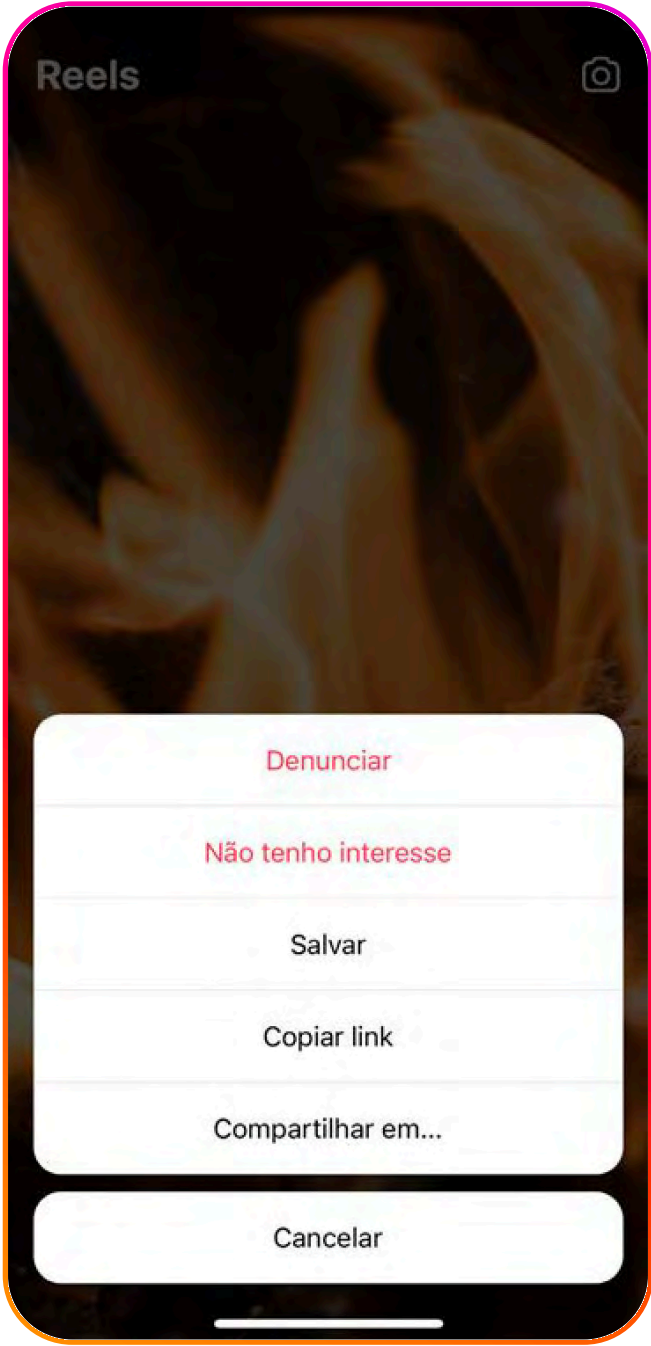 Reels
Denunciar
Não tenho interesse
Salvar
Copiar link
Compartilhar em...
Cancelar